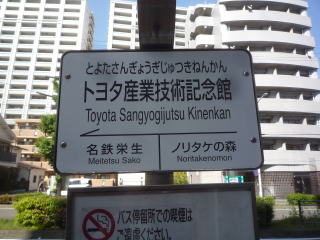 とよたさんぎょうぎじゅつきねんかん
トヨタ産業技術記念館
Toyota Sangyogijutsu Kinenkan
名鉄栄生
Meitetsu Sako
ノリタケの森
Noritakenomori
バス停留所での喫煙は
ご遠慮ください。